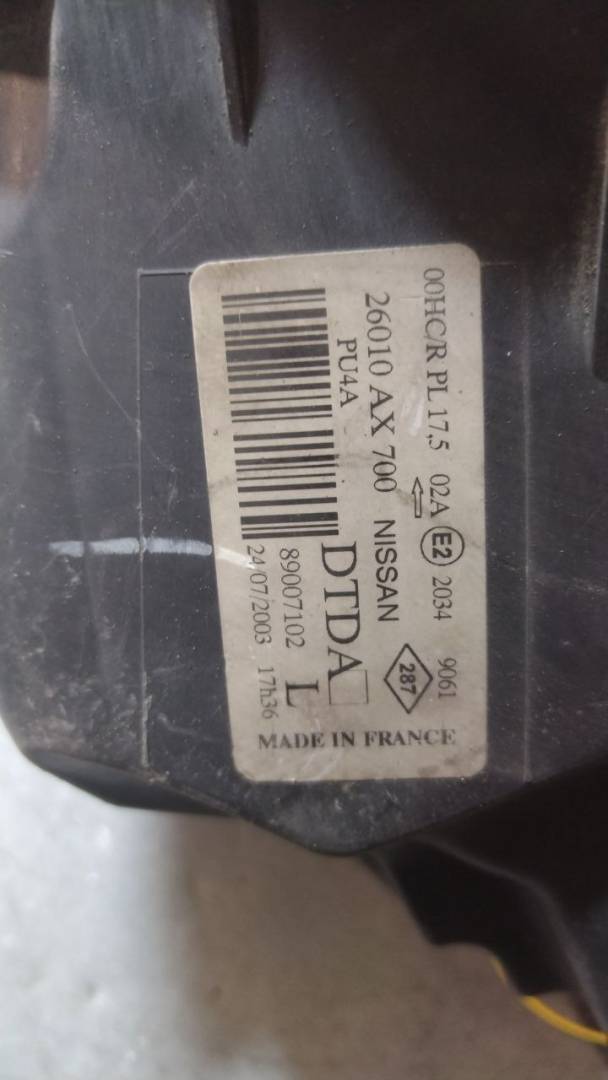 00HC/R PL 17,5 02A E2 2034 9061
26010 AX 700 NISSAN 287
PU4A
DTDA L
89007102
24/07/2003 17h36
MADE IN FRANCE